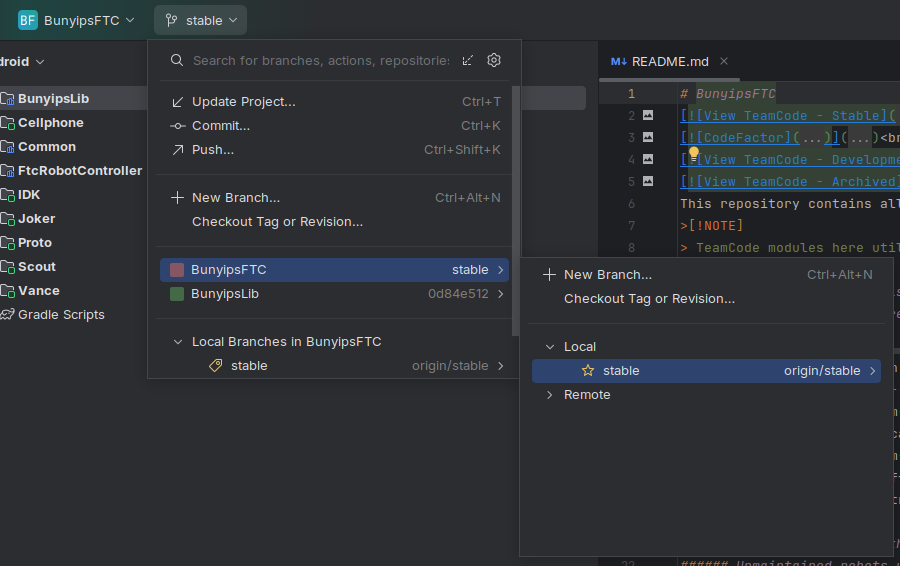 BF BunyipsFTC stable
Search for branches, actions, repositories
Update Project... Ctrl+T
Commit... Ctrl+K
Push... Ctrl+Shift+K
New Branch... Ctrl+Alt+N
Checkout Tag or Revision...
BunyipsFTC stable
BunyipsLib 0d84e512
Local Branches in BunyipsFTC
stable origin/stable
droid
BunyipsLib
Cellphone
Common
FtcRobotController
IDK
Joker
Proto
Scout
Vance
Gradle Scripts
M↓ README.md
1 # BunyipsFTC
2 [![View TeamCode - Stable](
3 [![CodeFactor](...)](...)<br
4 [![View TeamCode - Developme
5 [![View TeamCode - Archived]
6 This repository contains all
7 >[!NOTE]
8 > TeamCode modules here util
New Branch... Ctrl+Alt+N
Checkout Tag or Revision...
Local
stable origin/stable
Remote